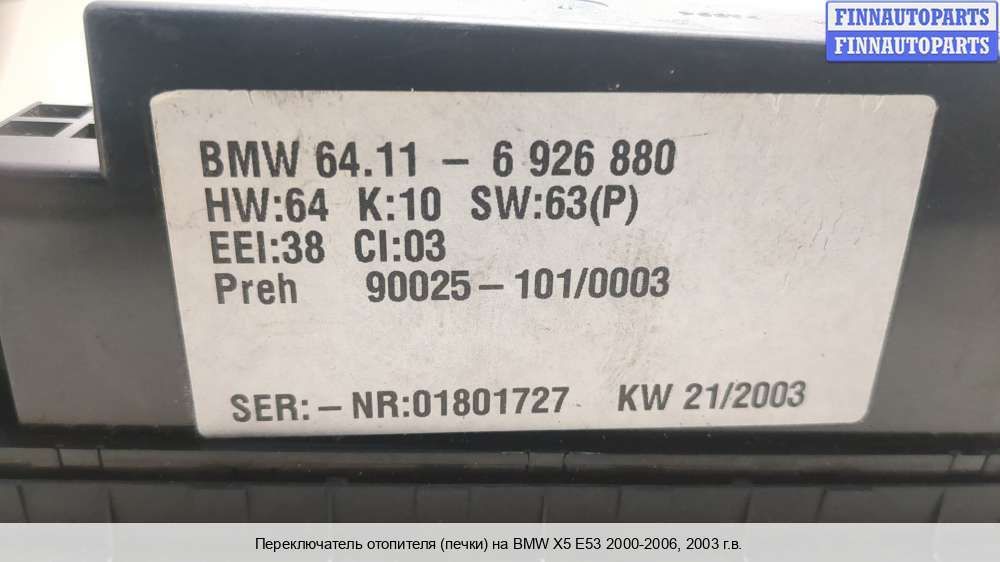 FINNAUTOPARTS
FINNAUTOPARTS
BMW 64.11 – 6 926 880
HW:64 K:10 SW:63(P)
EEI:38 CI:03
Preh 90025–101/0003
SER:–NR:01801727 KW 21/2003
Переключатель отопителя (печки) на BMW X5 E53 2000-2006, 2003 г.в.